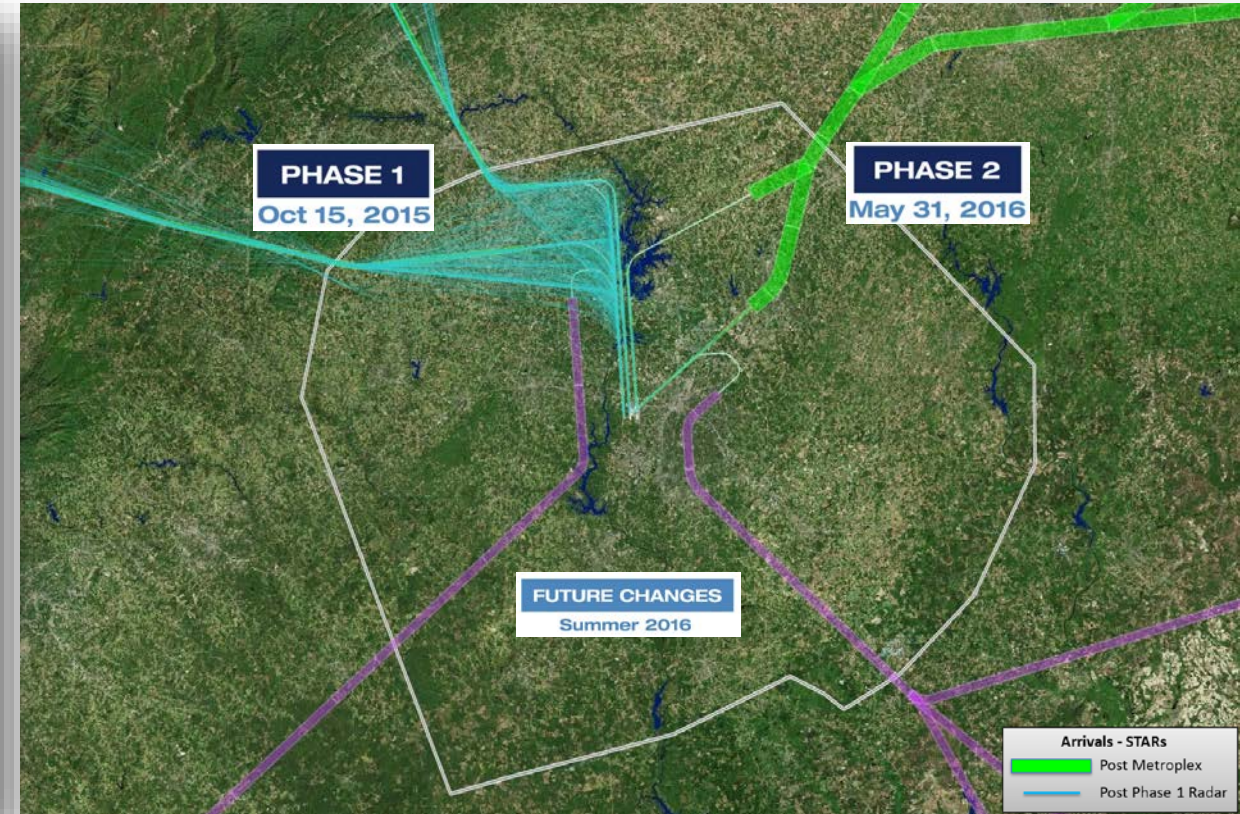 PHASE 1
Oct 15, 2015
PHASE 2
May 31, 2016
FUTURE CHANGES
Summer 2016
Arrivals - STARs
Post Metroplex
Post Phase 1 Radar